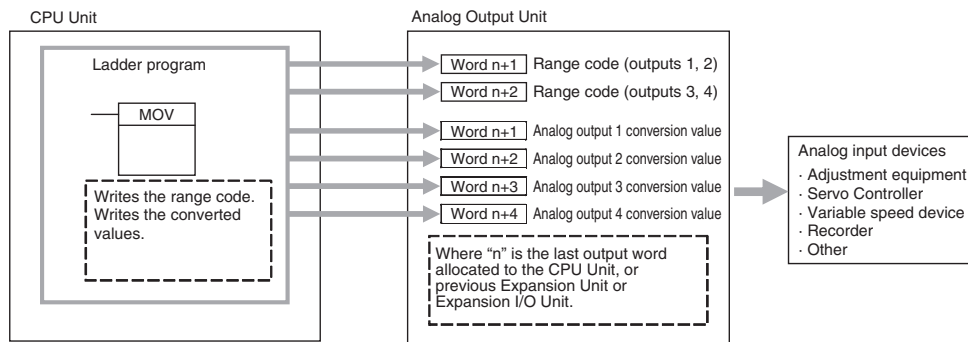 CPU Unit
Analog Output Unit
Ladder program
MOV
Writes the range code.
Writes the converted
values.
Word n+1 Range code (outputs 1, 2)
Word n+2 Range code (outputs 3, 4)
Word n+1 Analog output 1 conversion value
Word n+2 Analog output 2 conversion value
Word n+3 Analog output 3 conversion value
Word n+4 Analog output 4 conversion value
Where “n” is the last output word
allocated to the CPU Unit, or
previous Expansion Unit or
Expansion I/O Unit.
Analog input devices
· Adjustment equipment
· Servo Controller
· Variable speed device
· Recorder
· Other